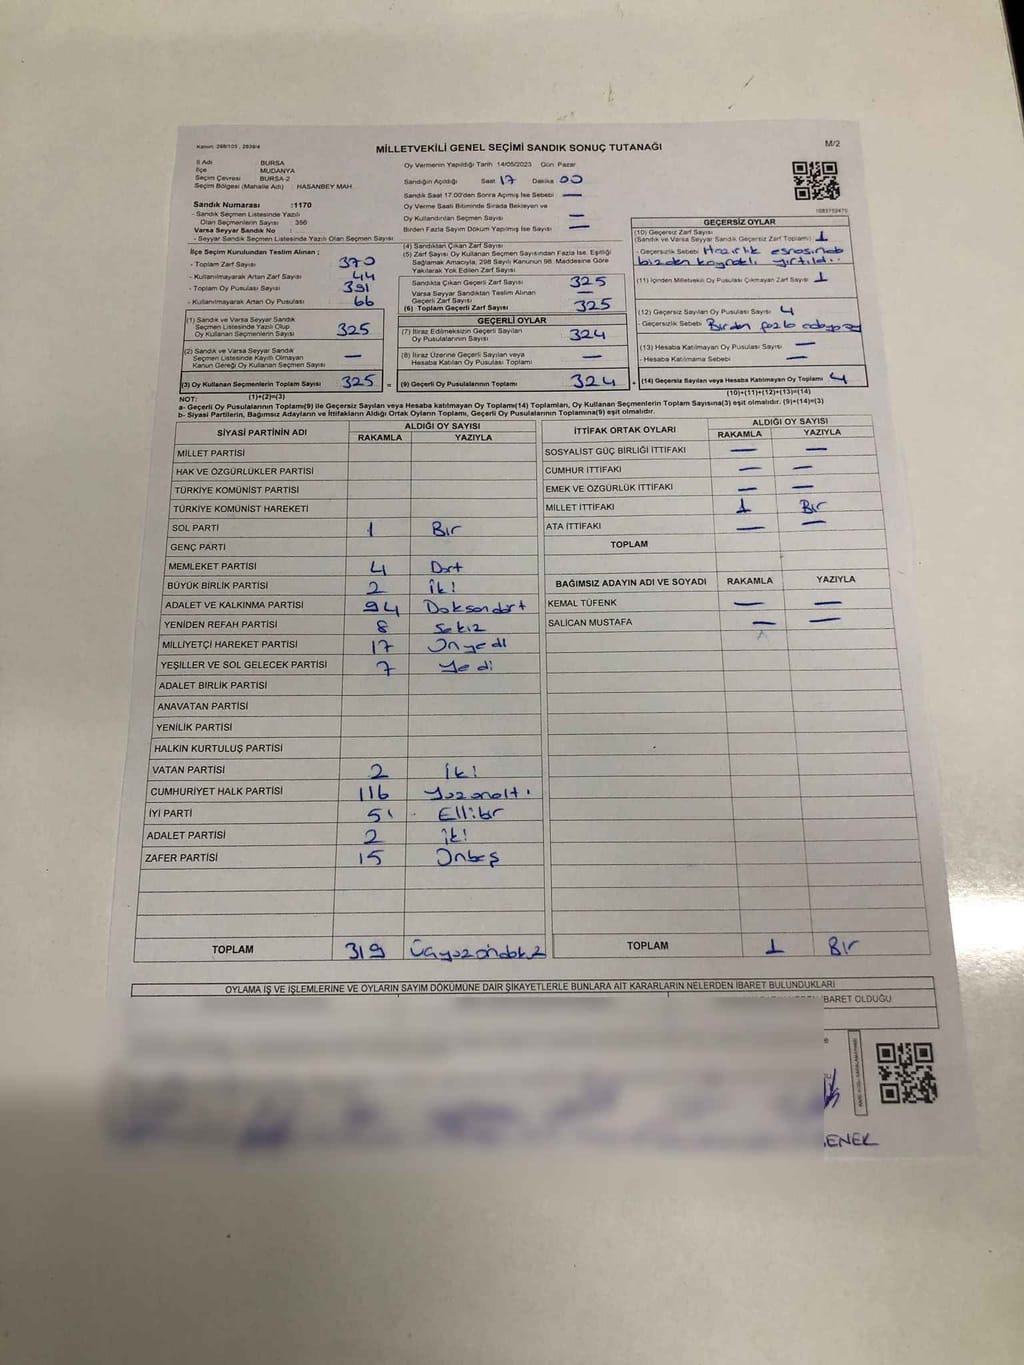 Kanun: 298/105, 2839/4
MİLLETVEKİLİ GENEL SEÇİMİ SANDIK SONUÇ TUTANAĞI
M/2
İl Adı : BURSA
İlçe : MUDANYA
Seçim Çevresi : BURSA-2
Seçim Bölgesi (Mahalle Adı) : HASANBEY MAH
Oy Vermenin Yapıldığı Tarih 14/05/2023 Gün Pazar
Sandığın Açıldığı Saat 17 Dakika 00
Sandık Saat 17:00'den Sonra Açılmış İse Sebebi —
Oy Verme Saati Bitiminde Sırada Bekleyen ve
Oy Kullandırılan Seçmen Sayısı —
Birden Fazla Sayım Döküm Yapılmış İse Sayısı —
Sandık Numarası : 1170
- Sandık Seçmen Listesinde Yazılı
Olan Seçmenlerin Sayısı : 356
Varsa Seyyar Sandık No :
- Seyyar Sandık Seçmen Listesinde Yazılı Olan Seçmen Sayısı
İlçe Seçim Kurulundan Teslim Alınan ;
- Toplam Zarf Sayısı 370
- Kullanılmayarak Artan Zarf Sayısı 44
- Toplam Oy Pusulası Sayısı 391
- Kullanılmayarak Artan Oy Pusulası 66
(1) Sandık ve Varsa Seyyar Sandık
Seçmen Listesinde Yazılı Olup
Oy Kullanan Seçmenlerin Sayısı 325
(2) Sandık ve Varsa Seyyar Sandık
Seçmen Listesinde Kayıtlı Olmayan
Kanun Gereği Oy Kullanan Seçmen Sayısı —
(3) Oy Kullanan Seçmenlerin Toplam Sayısı 325 =
(1)+(2)=(3)
(4) Sandıktan Çıkan Zarf Sayısı
(5) Zarf Sayısı Oy Kullanan Seçmen Sayısından Fazla İse, Eşitliği
Sağlamak Amacıyla, 298 Sayılı Kanunun 98. Maddesine Göre
Yakılarak Yok Edilen Zarf Sayısı
Sandıkta Çıkan Geçerli Zarf Sayısı 325
Varsa Seyyar Sandıktan Teslim Alınan
Geçerli Zarf Sayısı —
(6) Toplam Geçerli Zarf Sayısı 325
GEÇERLİ OYLAR
(7) İtiraz Edilmeksizin Geçerli Sayılan
Oy Pusulalarının Sayısı 324
(8) İtiraz Üzerine Geçerli Sayılan veya
Hesaba Katılan Oy Pusulası Toplamı —
(9) Geçerli Oy Pusulalarının Toplamı 324 +
GEÇERSİZ OYLAR
(10) Geçersiz Zarf Sayısı
(Sandık ve Varsa Seyyar Sandık Geçersiz Zarf Toplamı) 1
- Geçersizlik Sebebi Hazırlık esnasında
bizden kaynaklı yırtıldı.
(11) İçinden Milletvekili Oy Pusulası Çıkmayan Zarf Sayısı 1
(12) Geçersiz Sayılan Oy Pusulası Sayısı 4
- Geçersizlik Sebebi Birden fazla
(13) Hesaba Katılmayan Oy Pusulası Sayısı —
- Hesaba Katılmama Sebebi —
(14) Geçersiz Sayılan veya Hesaba Katılmayan Oy Toplamı 4
(10)+(11)+(12)+(13)=(14)
NOT:
a- Geçerli Oy Pusulaları Toplamı(9) ile Geçersiz Sayılan veya Hesaba katılmayan Oy Toplamı(14) Toplamları, Oy Kullanan Seçmenlerin Toplam Sayısına(3) eşit olmalıdır. (9)+(14)=(3)
b- Siyasi Partilerin, Bağımsız Adayların ve İttifakların Aldığı Ortak Oyların Toplamı, Geçerli Oy Pusulalarının Toplamına(9) eşit olmalıdır.
SİYASİ PARTİNİN ADI
ALDIĞI OY SAYISI
RAKAMLA YAZIYLA
MİLLET PARTİSİ
HAK VE ÖZGÜRLÜKLER PARTİSİ
TÜRKİYE KOMÜNİST PARTİSİ
TÜRKİYE KOMÜNİST HAREKETİ
SOL PARTİ 1 Bir
GENÇ PARTİ
MEMLEKET PARTİSİ 4 Dört
BÜYÜK BİRLİK PARTİSİ 2 İki
ADALET VE KALKINMA PARTİSİ 94 Doksandört
YENİDEN REFAH PARTİSİ 8 Sekiz
MİLLİYETÇİ HAREKET PARTİSİ 17 Onyedi
YEŞİLLER VE SOL GELECEK PARTİSİ 7 Yedi
ADALET BİRLİK PARTİSİ
ANAVATAN PARTİSİ
YENİLİK PARTİSİ
HALKIN KURTULUŞ PARTİSİ
VATAN PARTİSİ 2 İki
CUMHURİYET HALK PARTİSİ 116 Yüzonaltı
İYİ PARTİ 51 Ellibir
ADALET PARTİSİ 2 İki
ZAFER PARTİSİ 15 Onbeş
TOPLAM 319 Üçyüzondokuz
İTTİFAK ORTAK OYLARI
ALDIĞI OY SAYISI
RAKAMLA YAZIYLA
SOSYALİST GÜÇ BİRLİĞİ İTTİFAKI — —
CUMHUR İTTİFAKI — —
EMEK VE ÖZGÜRLÜK İTTİFAKI — —
MİLLET İTTİFAKI 1 Bir
ATA İTTİFAKI — —
TOPLAM
BAĞIMSIZ ADAYIN ADI VE SOYADI RAKAMLA YAZIYLA
KEMAL TÜFENK — —
SALİCAN MUSTAFA — —
TOPLAM 1 Bir
OYLAMA İŞ VE İŞLEMLERİNE VE OYLARIN SAYIM DÖKÜMÜNE DAİR ŞİKAYETLERLE BUNLARA AİT KARARLARIN NELERDEN İBARET BULUNDUKLARI
İBARET OLDUĞU
ENEK